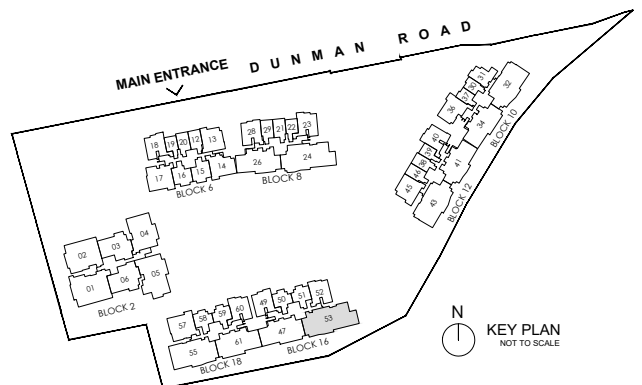 DUNMAN ROAD
MAIN ENTRANCE
18 19 20 12 13
17 16 15 14
BLOCK 6
28 29 21 22 23
26 24
BLOCK 8
31
30
37
32
36
34
BLOCK 10
40
39
38
46
45
41
43
BLOCK 12
02 03 04
01 06 05
BLOCK 2
57 58 59 60
55 61
BLOCK 18
49 50 51 52
47 53
BLOCK 16
N
KEY PLAN
NOT TO SCALE